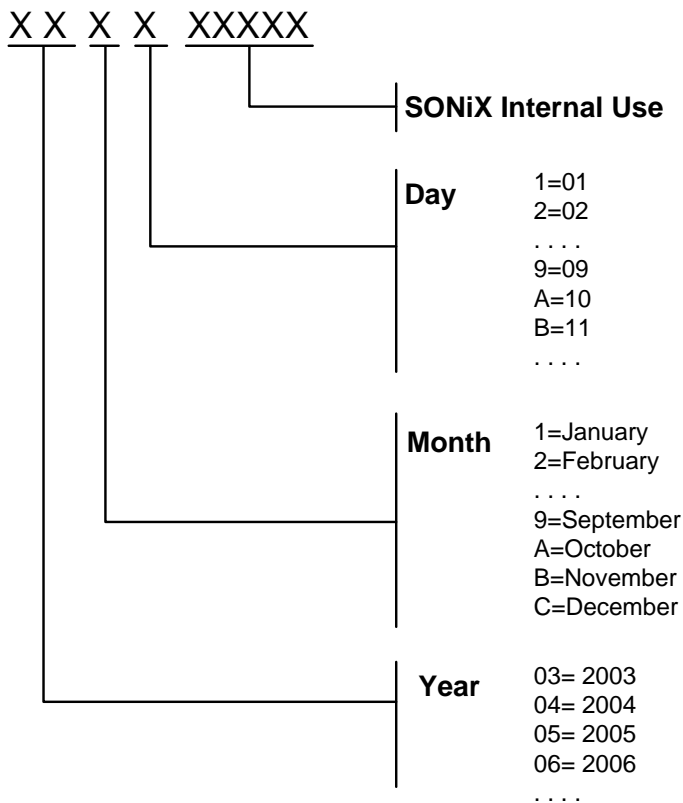 X X X X XXXXX
SONiX Internal Use
Day
1=01
2=02
. . . .
9=09
A=10
B=11
. . . .
Month
1=January
2=February
. . . .
9=September
A=October
B=November
C=December
Year
03= 2003
04= 2004
05= 2005
06= 2006
. . . .